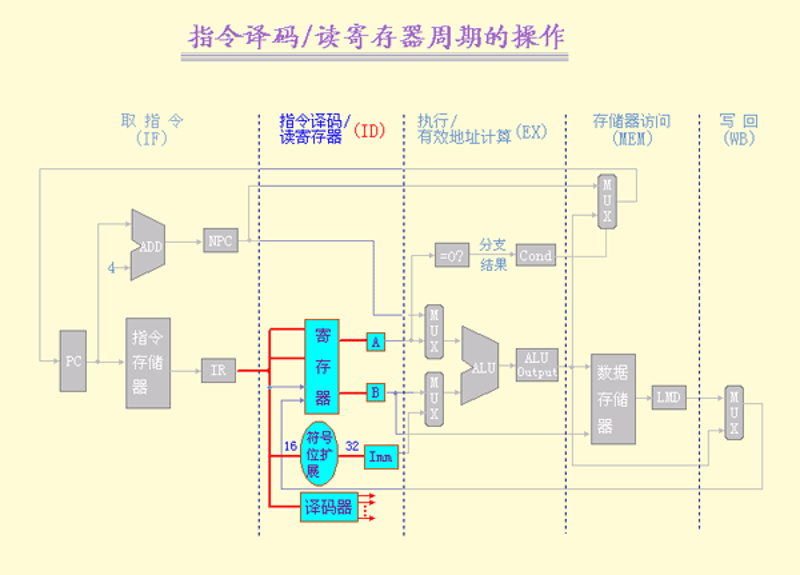 指令译码/读寄存器周期的操作
取 指 令
(IF)
指令译码/
读寄存器 (ID)
执行/
有效地址计算(EX)
存储器访问
(MEM)
写 回
(WB)
MUX
ADD
NPC
4
=0?
分支
结果
Cond
PC
指令
存储
器
IR
寄
存
器
A
B
MUX
MUX
ALU
ALU
Output
数据
存储
器
LMD
MUX
16
符号
位扩
展
32
Imm
译码器